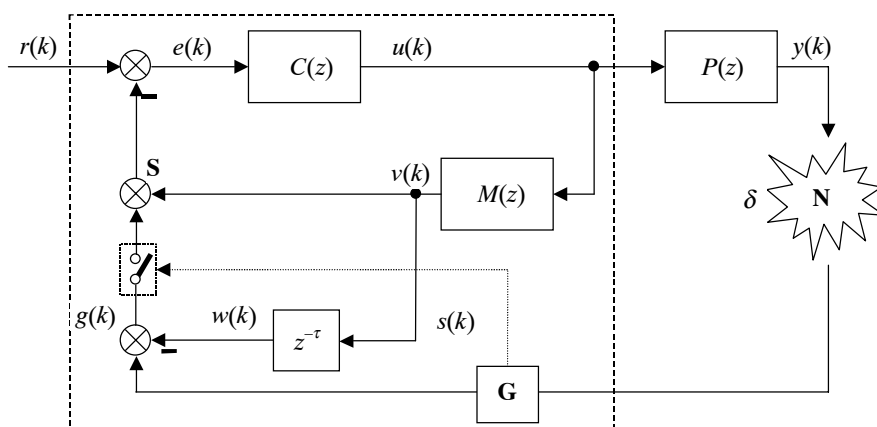 r(k) e(k) C(z) u(k) P(z) y(k)
S v(k) M(z) δ N
g(k) w(k) z^{-τ} s(k)
G